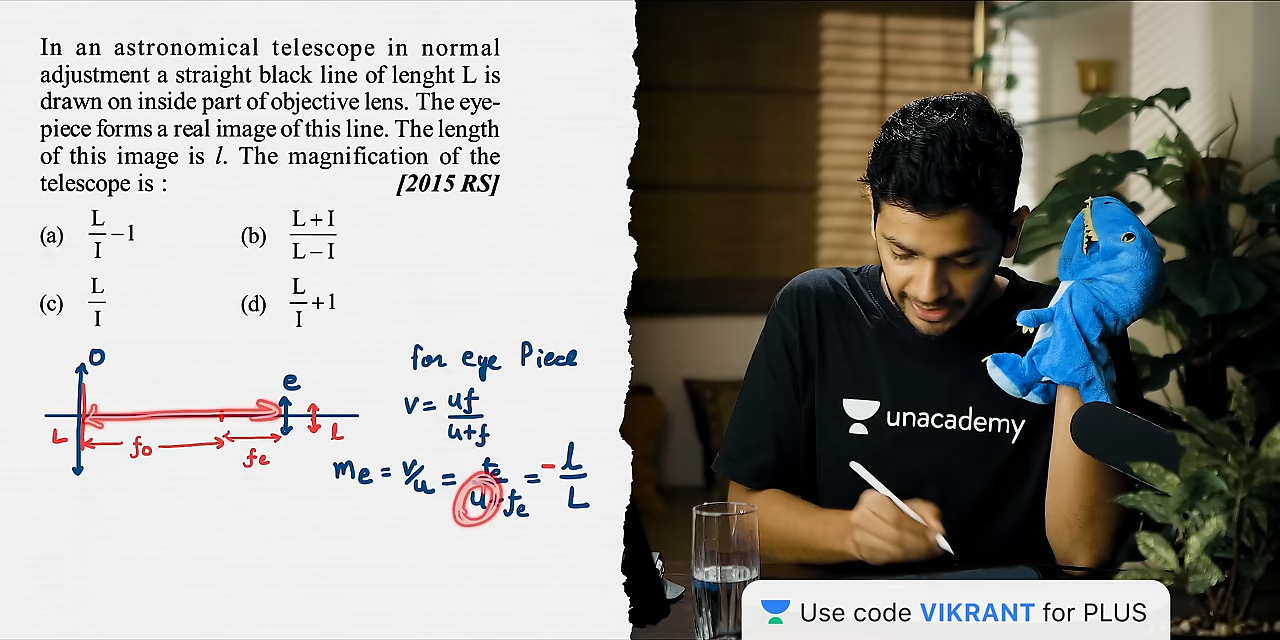 In an astronomical telescope in normal
adjustment a straight black line of lenght L is
drawn on inside part of objective lens. The eye-
piece forms a real image of this line. The length
of this image is l. The magnification of the
telescope is : [2015 RS]
(a) L/I −1 (b) L+I/L−I
(c) L/I (d) L/I +1
O
for eye Piece
e
v = uf/u+f
L fo fe l
me = v/u = fe/u+fe = -l/L
unacademy
Use code VIKRANT for PLUS